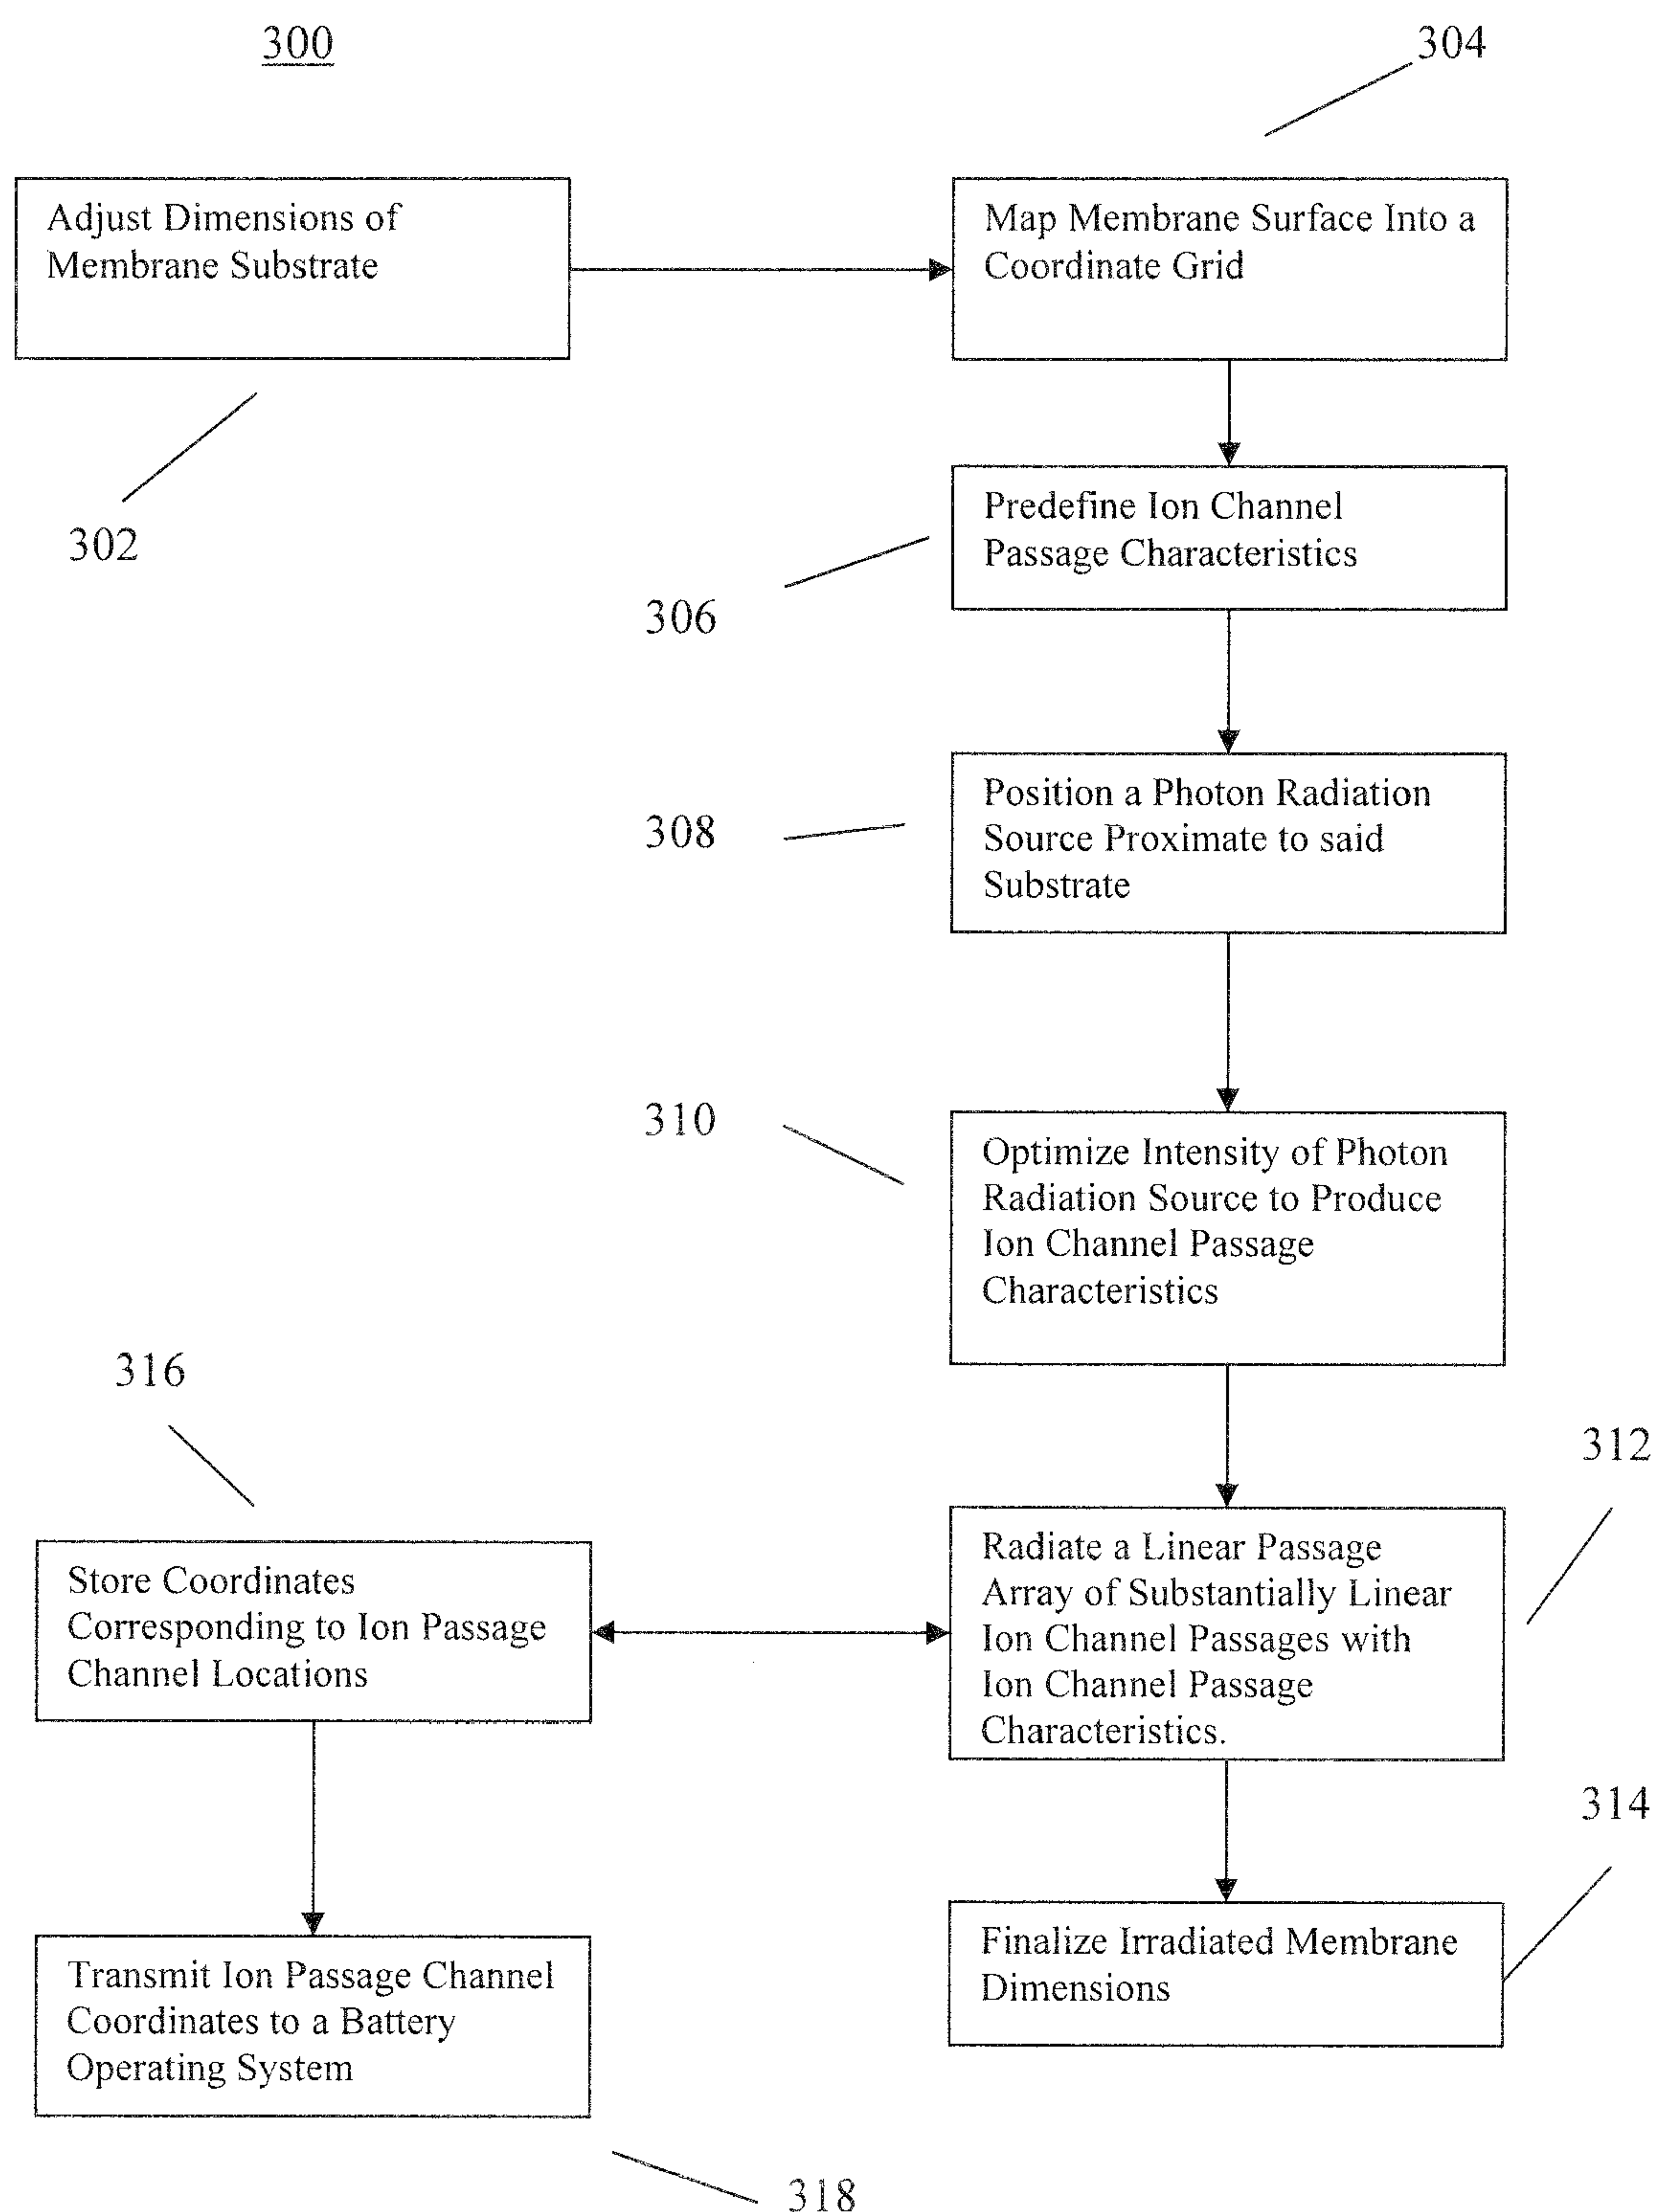 300
304
Adjust Dimensions of
Membrane Substrate
Map Membrane Surface Into a
Coordinate Grid
302
Predefine Ion Channel
Passage Characteristics
306
Position a Photon Radiation
Source Proximate to said
Substrate
308
310
Optimize Intensity of Photon
Radiation Source to Produce
Ion Channel Passage
Characteristics
316
312
Store Coordinates
Corresponding to Ion Passage
Channel Locations
Radiate a Linear Passage
Array of Substantially Linear
Ion Channel Passages with
Ion Channel Passage
Characteristics.
314
Finalize Irradiated Membrane
Dimensions
Transmit Ion Passage Channel
Coordinates to a Battery
Operating System
318